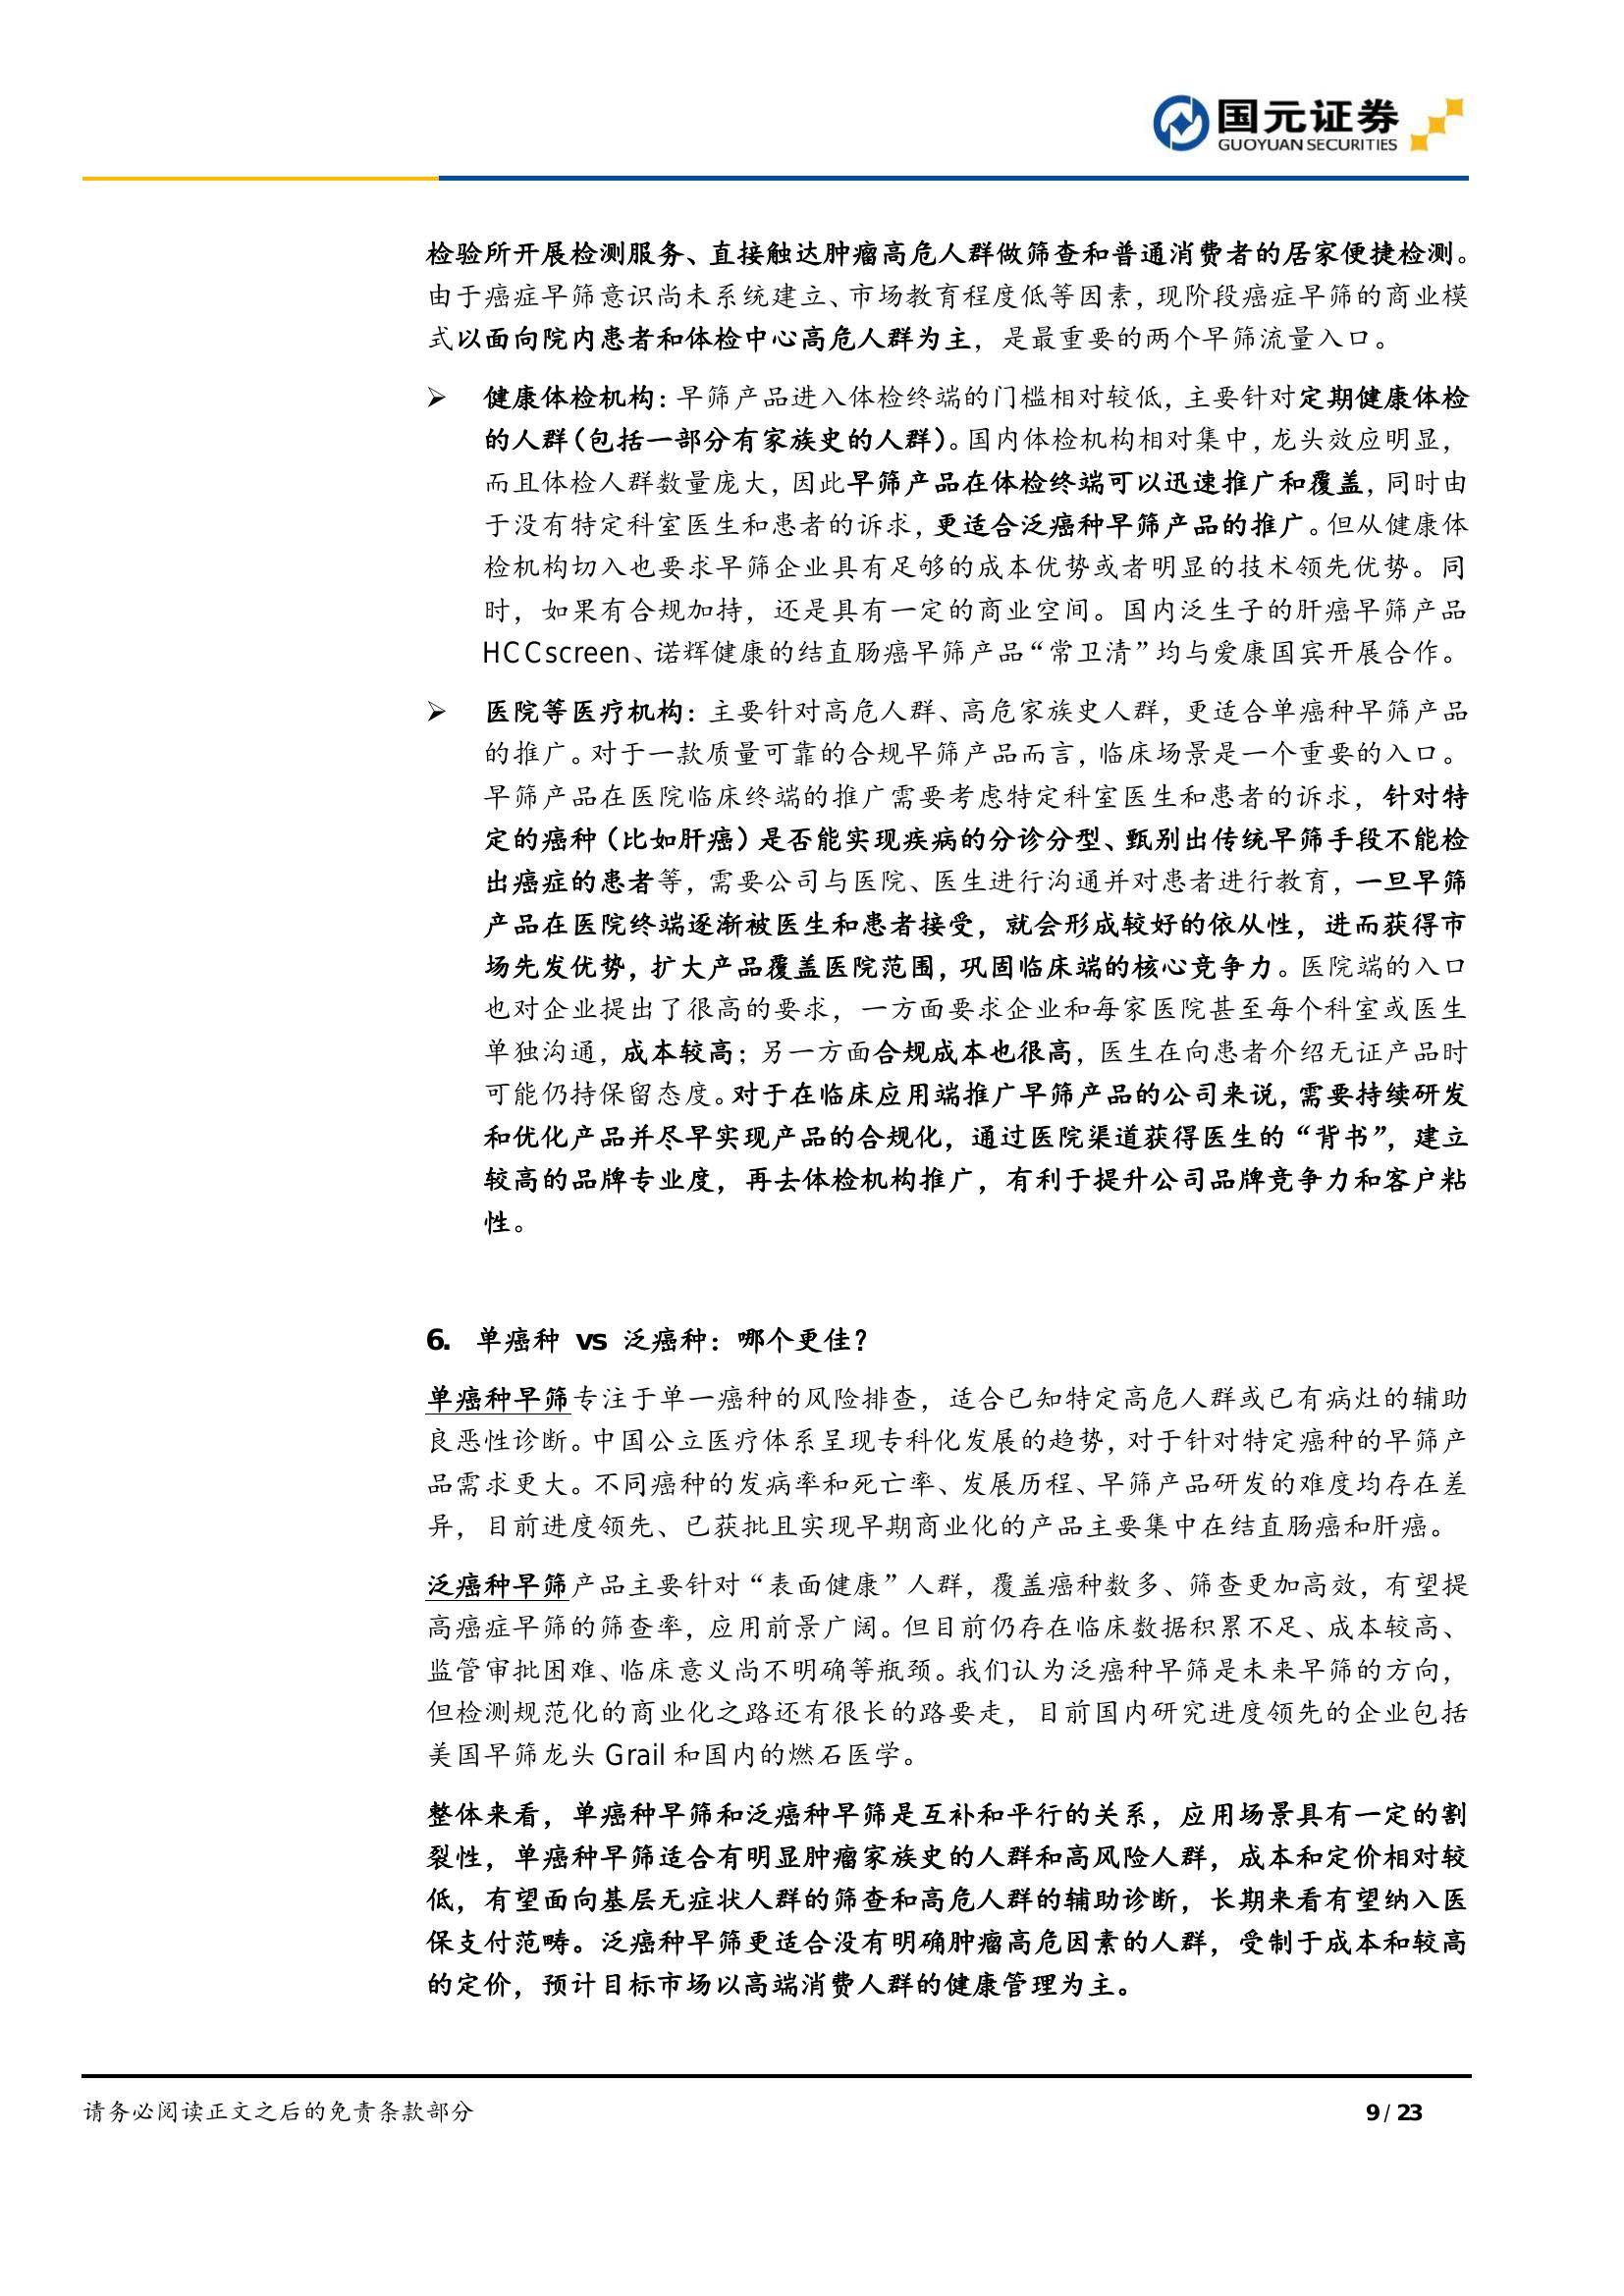 国元证券
GUOYUAN SECURITIES
检验所开展检测服务、直接触达肿瘤高危人群做筛查和普通消费者的居家便捷检测。
由于癌症早筛意识尚未系统建立、市场教育程度低等因素，现阶段癌症早筛的商业模
式以面向院内患者和体检中心高危人群为主，是最重要的两个早筛流量入口。
➢ 健康体检机构：早筛产品进入体检终端的门槛相对较低，主要针对定期健康体检
的人群（包括一部分有家族史的人群）。国内体检机构相对集中，龙头效应明显，
而且体检人群数量庞大，因此早筛产品在体检终端可以迅速推广和覆盖，同时由
于没有特定科室医生和患者的诉求，更适合泛癌种早筛产品的推广。但从健康体
检机构切入也要求早筛企业具有足够的成本优势或者明显的技术领先优势。同
时，如果有合规加持，还是具有一定的商业空间。国内泛生子的肝癌早筛产品
HCCscreen、诺辉健康的结直肠癌早筛产品“常卫清”均与爱康国宾开展合作。
➢ 医院等医疗机构：主要针对高危人群、高危家族史人群，更适合单癌种早筛产品
的推广。对于一款质量可靠的合规早筛产品而言，临床场景是一个重要的入口。
早筛产品在医院临床终端的推广需要考虑特定科室医生和患者的诉求，针对特
定的癌种（比如肝癌）是否能实现疾病的分诊分型、甄别出传统早筛手段不能检
出癌症的患者等，需要公司与医院、医生进行沟通并对患者进行教育，一旦早筛
产品在医院终端逐渐被医生和患者接受，就会形成较好的依从性，进而获得市
场先发优势，扩大产品覆盖医院范围，巩固临床端的核心竞争力。医院端的入口
也对企业提出了很高的要求，一方面要求企业和每家医院甚至每个科室或医生
单独沟通，成本较高；另一方面合规成本也很高，医生在向患者介绍无证产品时
可能仍持保留态度。对于在临床应用端推广早筛产品的公司来说，需要持续研发
和优化产品并尽早实现产品的合规化，通过医院渠道获得医生的“背书”，建立
较高的品牌专业度，再去体检机构推广，有利于提升公司品牌竞争力和客户粘
性。
6. 单癌种 vs 泛癌种：哪个更佳？
单癌种早筛专注于单一癌种的风险排查，适合已知特定高危人群或已有病灶的辅助
良恶性诊断。中国公立医疗体系呈现专科化发展的趋势，对于针对特定癌种的早筛产
品需求更大。不同癌种的发病率和死亡率、发展历程、早筛产品研发的难度均存在差
异，目前进度领先、已获批且实现早期商业化的产品主要集中在结直肠癌和肝癌。
泛癌种早筛产品主要针对“表面健康”人群，覆盖癌种数多、筛查更加高效，有望提
高癌症早筛的筛查率，应用前景广阔。但目前仍存在临床数据积累不足、成本较高、
监管审批困难、临床意义尚不明确等瓶颈。我们认为泛癌种早筛是未来早筛的方向，
但检测规范化的商业化之路还有很长的路要走，目前国内研究进度领先的企业包括
美国早筛龙头 Grail 和国内的燃石医学。
整体来看，单癌种早筛和泛癌种早筛是互补和平行的关系，应用场景具有一定的割
裂性，单癌种早筛适合有明显肿瘤家族史的人群和高风险人群，成本和定价相对较
低，有望面向基层无症状人群的筛查和高危人群的辅助诊断，长期来看有望纳入医
保支付范畴。泛癌种早筛更适合没有明确肿瘤高危因素的人群，受制于成本和较高
的定价，预计目标市场以高端消费人群的健康管理为主。
请务必阅读正文之后的免责条款部分
9 / 23